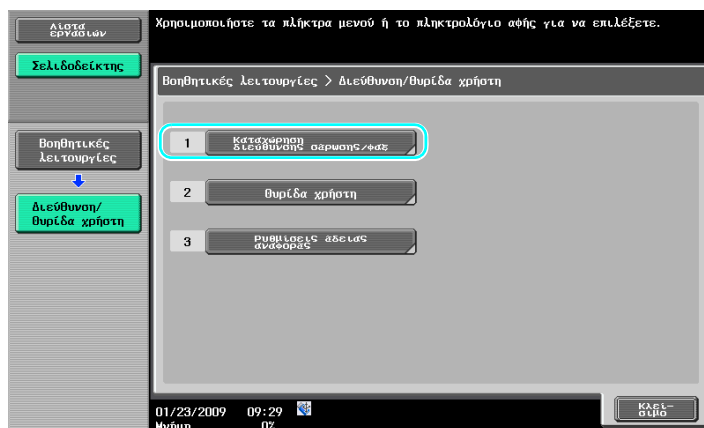 Λίστα
εργασιών
Χρησιμοποιήστε τα πλήκτρα μενού ή το πληκτρολόγιο αφής για να επιλέξετε.
Σελιδοδείκτης
Βοηθητικές λειτουργίες > Διεύθυνση/θυρίδα χρήστη
Βοηθητικές
λειτουργίες
Διεύθυνση/
θυρίδα χρήστη
1 Καταχώρηση
διεύθυνσης σάρωσης/φαξ
2 θυρίδα χρήστη
3 Ρυθμίσεις άδειας
αναφοράς
01/23/2009 09:29
Μνήμη 0%
Κλεί-
σιμο